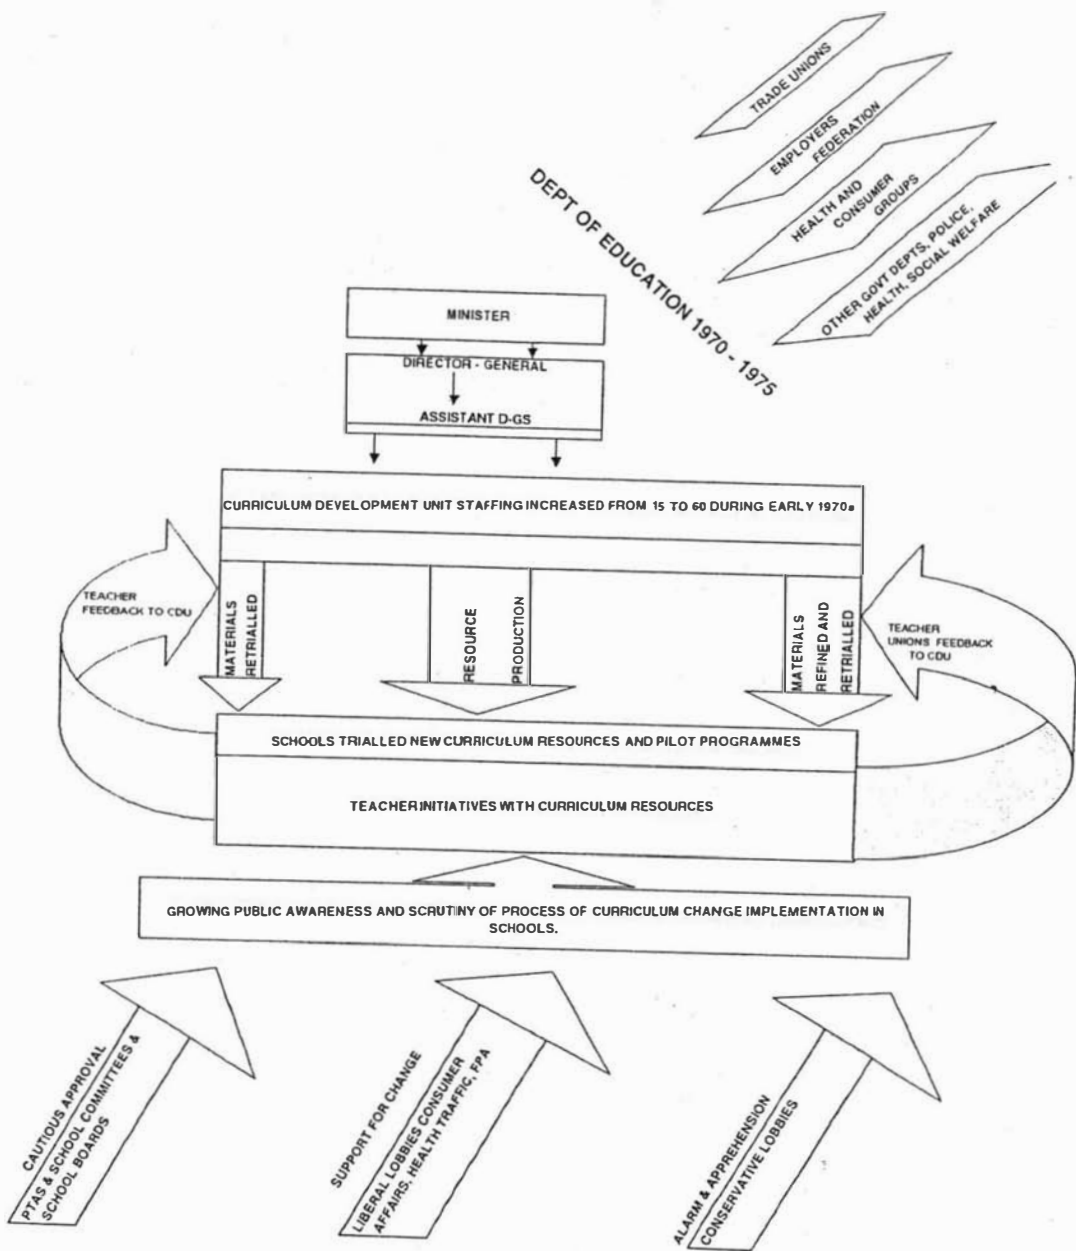 TRADE UNIONS
EMPLOYERS
FEDERATION
HEALTH AND
CONSUMER
GROUPS
OTHER GOVT DEPTS, POLICE,
HEALTH, SOCIAL WELFARE
DEPT OF EDUCATION 1970 - 1975
MINISTER
DIRECTOR - GENERAL
ASSISTANT D-GS
CURRICULUM DEVELOPMENT UNIT STAFFING INCREASED FROM 15 TO 60 DURING EARLY 1970s
TEACHER
FEEDBACK TO CDU
MATERIALS
RETRIALLED
RESOURCE
PRODUCTION
MATERIALS
REFINED AND
RETRIALLED
TEACHER
UNIONS FEEDBACK
TO CDU
SCHOOLS TRIALLED NEW CURRICULUM RESOURCES AND PILOT PROGRAMMES
TEACHER INITIATIVES WITH CURRICULUM RESOURCES
GROWING PUBLIC AWARENESS AND SCRUTINY OF PROCESS OF CURRICULUM CHANGE IMPLEMENTATION IN
SCHOOLS.
CAUTIOUS APPROVAL
PTAS & SCHOOL COMMITTEES &
SCHOOL BOARDS
SUPPORT FOR CHANGE
LIBERAL LOBBIES CONSUMER
AFFAIRS, HEALTH TRAFFIC, FPA
ALARM & APPREHENSION
CONSERVATIVE LOBBIES